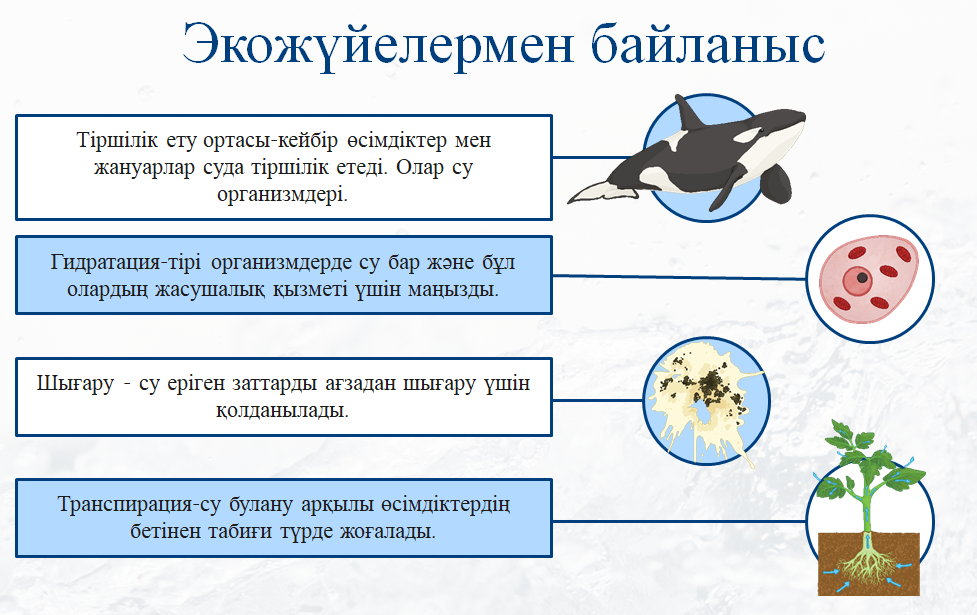 Экожүйелермен байланыс
Тіршілік ету ортасы-кейбір өсімдіктер мен
жануарлар суда тіршілік етеді. Олар су
организмдері.
Гидратация-тірі организмдерде су бар және бұл
олардың жасушалық қызметі үшін маңызды.
Шығару - су еріген заттарды ағзадан шығару үшін
қолданылады.
Транспирация-су булану арқылы өсімдіктердің
бетінен табиғи түрде жоғалады.